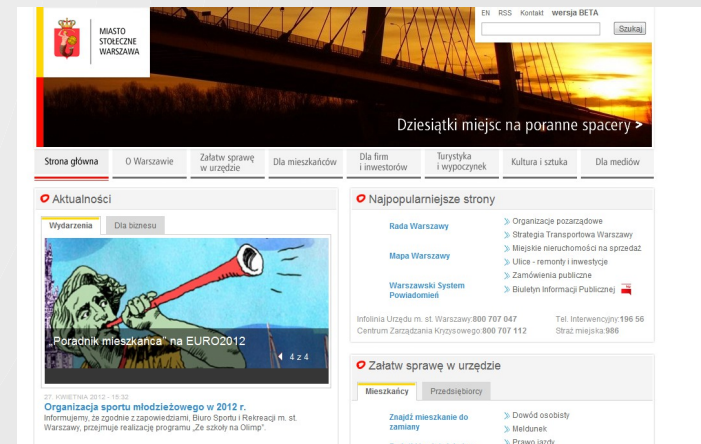 MIASTO
STOŁECZNE
WARSZAWA
EN RSS Kontakt wersja BETA
Szukaj
Dziesiątki miejsc na poranne spacery >
Strona główna
O Warszawie
Załatw sprawę
w urzędzie
Dla mieszkańców
Dla firm
i inwestorów
Turystyka
i wypoczynek
Kultura i sztuka
Dla mediów
Aktualności
Wydarzenia
Dla biznesu
„Poradnik mieszkańca" na EURO2012
4 z 4
27. KWIETNIA 2012 - 15:32
Organizacja sportu młodzieżowego w 2012 r.
Informujemy, że zgodnie z zapowiedziami, Biuro Sportu i Rekreacji m. st.
Warszawy, przejmuje realizację programu „Ze szkoły na Olimp".
Najpopularniejsze strony
Rada Warszawy
Mapa Warszawy
Warszawski System
Powiadomień
Organizacje pozarządowe
Strategia Transportowa Warszawy
Miejskie nieruchomości na sprzedaż
Ulice - remonty i inwestycje
Zamówienia publiczne
Biuletyn Informacji Publicznej
Infolinia Urzędu m. st. Warszawy:800 707 047
Tel. Interwencyjny:196 56
Centrum Zarządzania Kryzysowego:800 707 112
Straż miejska:986
Załatw sprawę w urzędzie
Mieszkańcy
Przedsiębiorcy
Znajdź mieszkanie do
zamiany
Dowód osobisty
Meldunek
Prawo jazdy